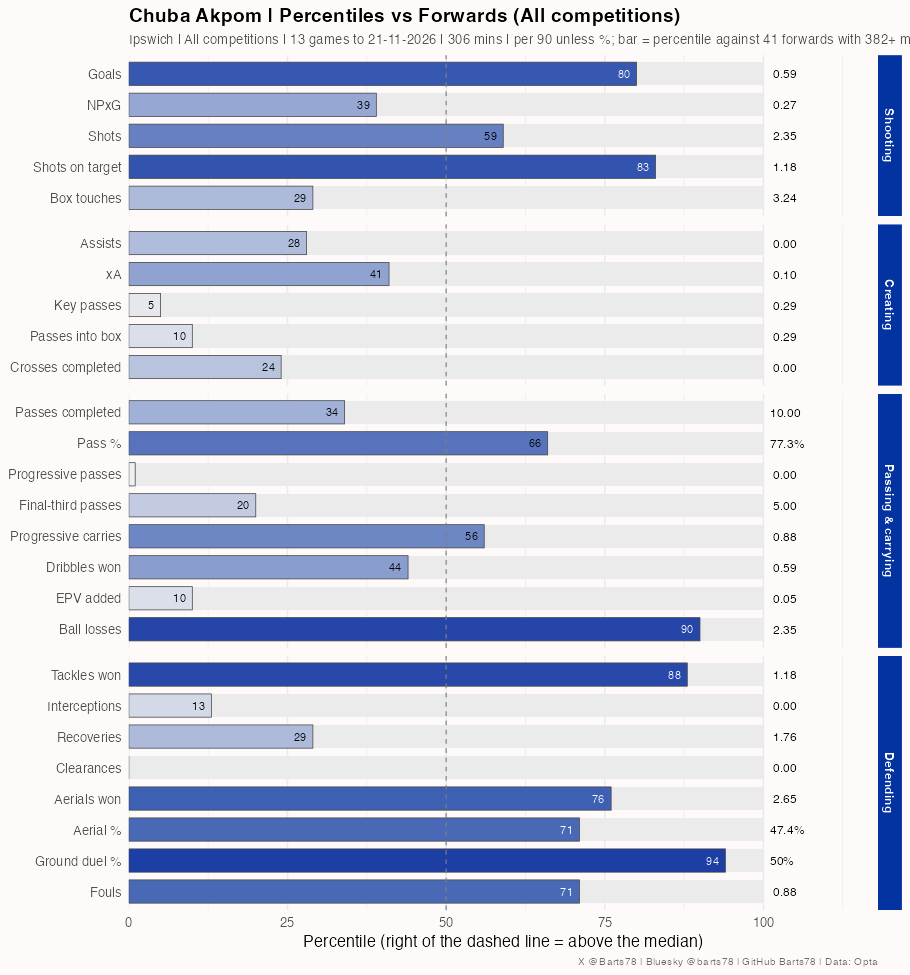 Chuba Akpom | Percentiles vs Forwards (All competitions)
Ipswich | All competitions | 13 games to 21-11-2026 | 306 mins | per 90 unless %; bar = percentile against 41 forwards with 382+ m
Goals 80 0.59
NPxG 39 0.27
Shots 59 2.35
Shots on target 83 1.18
Box touches 29 3.24
Shooting
Assists 28 0.00
xA 41 0.10
Key passes 5 0.29
Passes into box 10 0.29
Crosses completed 24 0.00
Creating
Passes completed 34 10.00
Pass % 66 77.3%
Progressive passes 0.00
Final-third passes 20 5.00
Progressive carries 56 0.88
Dribbles won 44 0.59
EPV added 10 0.05
Ball losses 90 2.35
Passing & carrying
Tackles won 88 1.18
Interceptions 13 0.00
Recoveries 29 1.76
Clearances 0.00
Aerials won 76 2.65
Aerial % 71 47.4%
Ground duel % 94 50%
Fouls 71 0.88
Defending
0 25 50 75 100
Percentile (right of the dashed line = above the median)
X @Barts78 | Bluesky @barts78 | GitHub Barts78 | Data: Opta